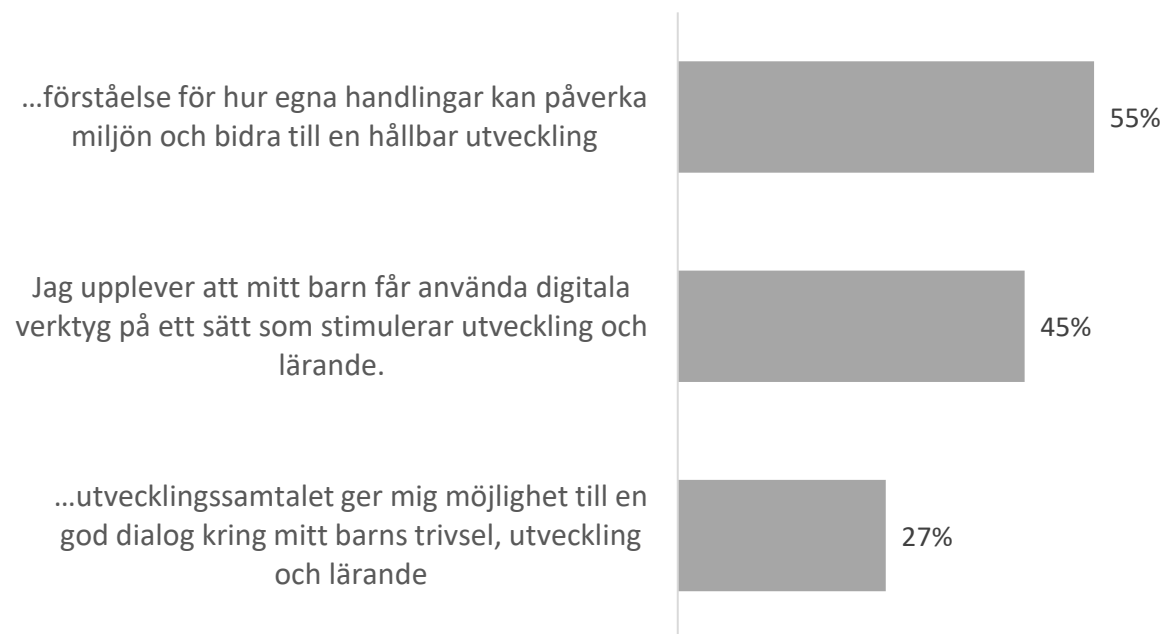 ...förståelse för hur egna handlingar kan påverka
miljön och bidra till en hållbar utveckling
55%
Jag upplever att mitt barn får använda digitala
verktyg på ett sätt som stimulerar utveckling och
lärande.
45%
...utvecklingssamtalet ger mig möjlighet till en
god dialog kring mitt barns trivsel, utveckling
och lärande
27%